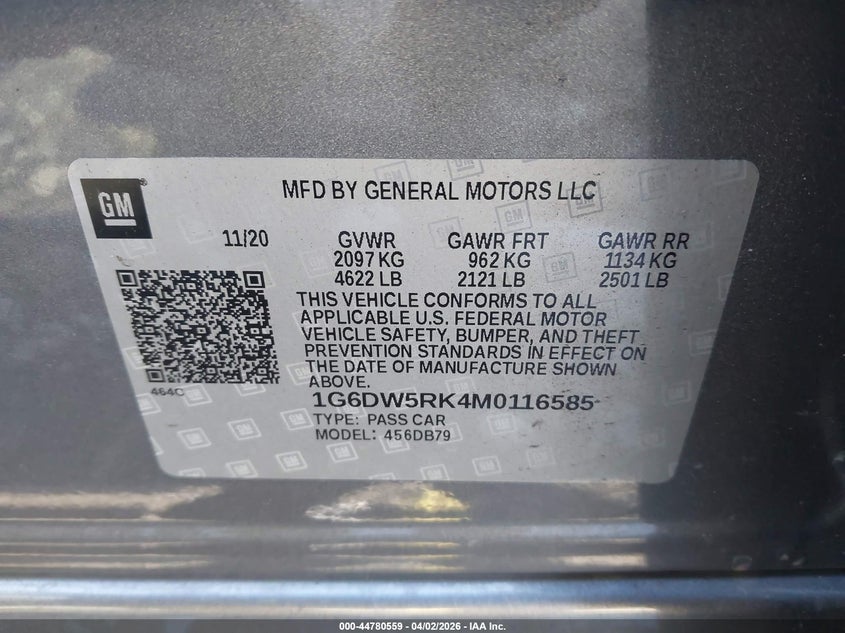 GM
MFD BY GENERAL MOTORS LLC
11/20
GVWR GAWR FRT GAWR RR
2097 KG 962 KG 1134 KG
4622 LB 2121 LB 2501 LB
THIS VEHICLE CONFORMS TO ALL
APPLICABLE U.S. FEDERAL MOTOR
VEHICLE SAFETY, BUMPER, AND THEFT
PREVENTION STANDARDS IN EFFECT ON
THE DATE OF MANUFACTURE SHOWN
ABOVE.
464C
1G6DW5RK4M0116585
TYPE: PASS CAR
MODEL: 456DB79
000-44780559 - 04/02/2026 - IAA Inc.